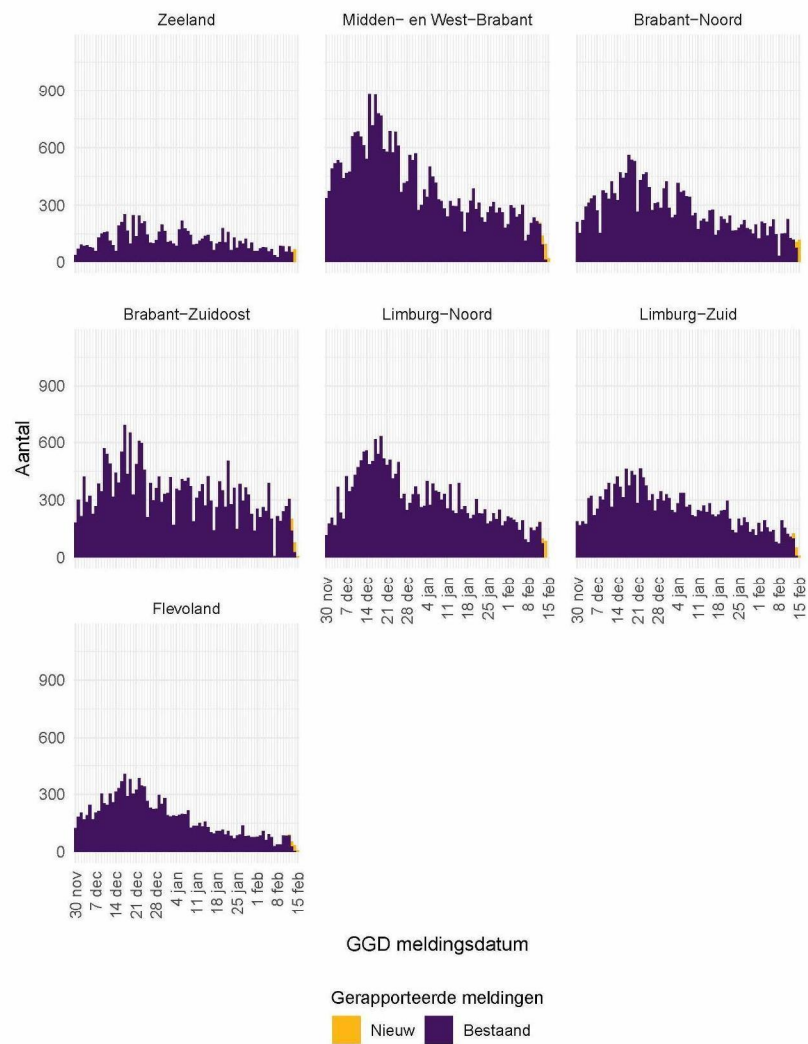 Zeeland
Midden− en West−Brabant
Brabant−Noord
900
600
300
0
Brabant−Zuidoost
Limburg−Noord
Limburg−Zuid
Aantal
900
600
300
0
30 nov
7 dec
14 dec
21 dec
28 dec
4 jan
11 jan
18 jan
25 jan
1 feb
8 feb
15 feb
30 nov
7 dec
14 dec
21 dec
28 dec
4 jan
11 jan
18 jan
25 jan
1 feb
8 feb
15 feb
Flevoland
900
600
300
0
30 nov
7 dec
14 dec
21 dec
28 dec
4 jan
11 jan
18 jan
25 jan
1 feb
8 feb
15 feb
GGD meldingsdatum
Gerapporteerde meldingen
Nieuw
Bestaand